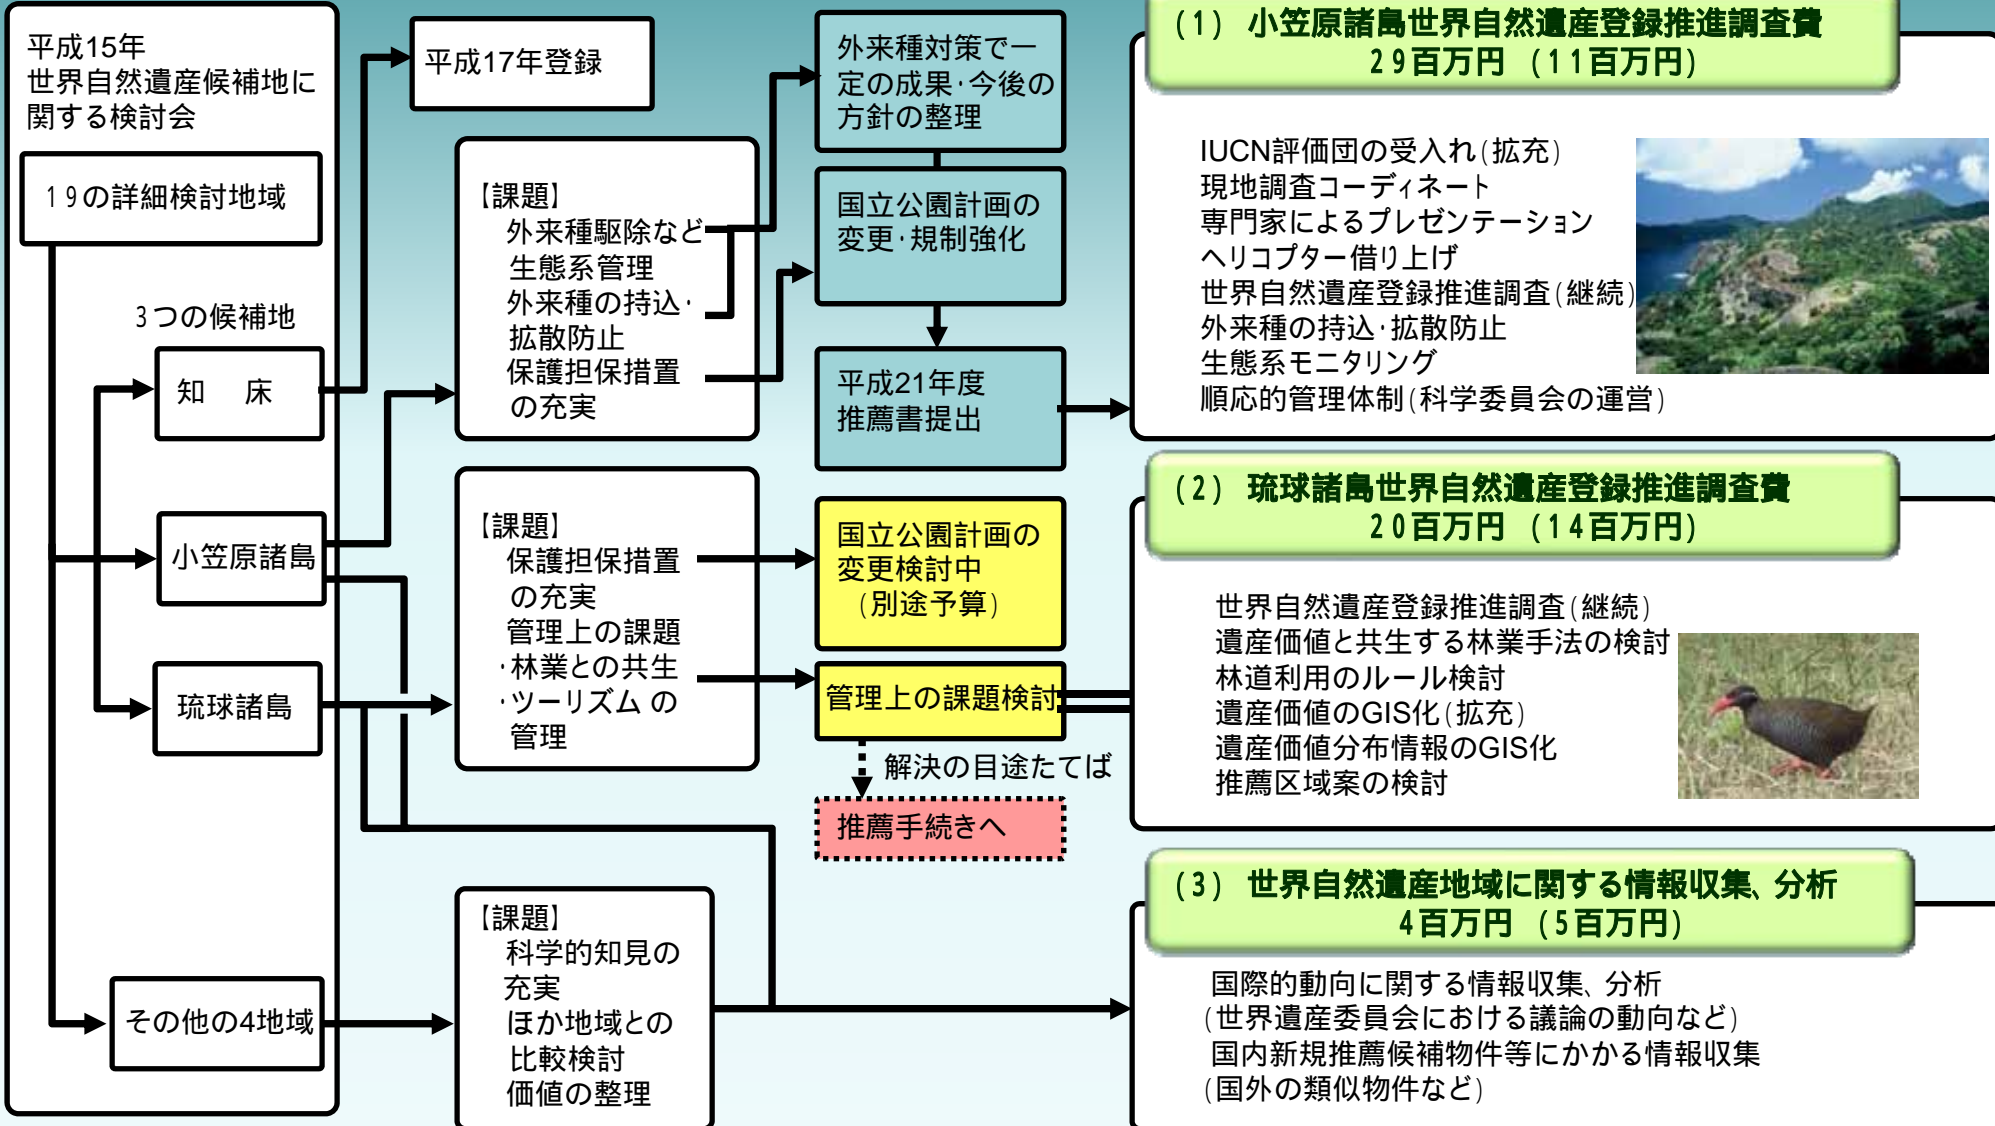 平成15年
世界自然遺産候補地に
関する検討会
19の詳細検討地域
3つの候補地
知　床
小笠原諸島
琉球諸島
その他の4地域
平成17年登録
【課題】
外来種駆除など
生態系管理
外来種の持込・
拡散防止
保護担保措置
の充実
【課題】
保護担保措置
の充実
管理上の課題
・林業との共生
・ツーリズム の
管理
【課題】
科学的知見の
充実
ほか地域との
比較検討
価値の整理
外来種対策で一
定の成果・今後の
方針の整理
国立公園計画の
変更・規制強化
平成21年度
推薦書提出
国立公園計画の
変更検討中
（別途予算）
管理上の課題検討
解決の目途たてば
推薦手続きへ
(1) 小笠原諸島世界自然遺産登録推進調査費
29百万円 (11百万円)
IUCN評価団の受入れ(拡充)
現地調査コーディネート
専門家によるプレゼンテーション
ヘリコプター借り上げ
世界自然遺産登録推進調査(継続)
外来種の持込・拡散防止
生態系モニタリング
順応的管理体制(科学委員会の運営)
(2) 琉球諸島世界自然遺産登録推進調査費
20百万円 (14百万円)
世界自然遺産登録推進調査(継続)
遺産価値と共生する林業手法の検討
林道利用のルール検討
遺産価値のGIS化(拡充)
遺産価値分布情報のGIS化
推薦区域案の検討
(3) 世界自然遺産地域に関する情報収集、分析
4百万円 (5百万円)
国際的動向に関する情報収集、分析
(世界遺産委員会における議論の動向など)
国内新規推薦候補物件等にかかる情報収集
(国外の類似物件など)